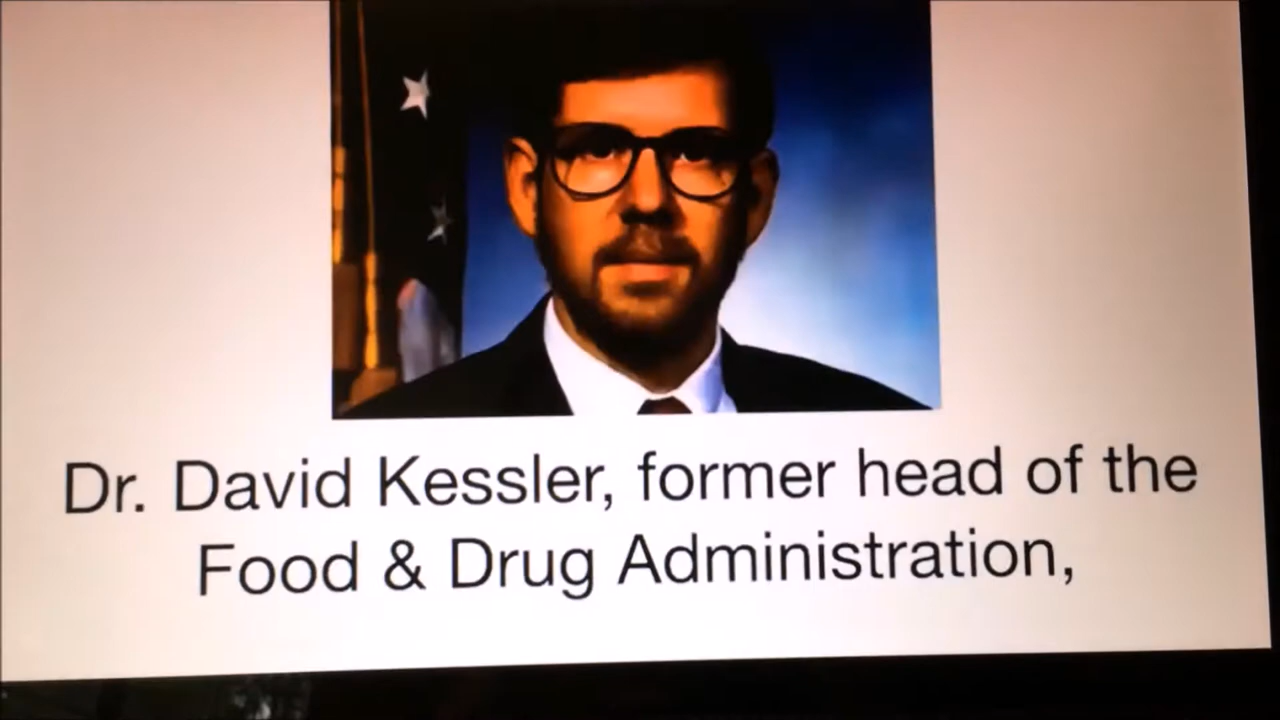 Dr. David Kessler, former head of the
Food & Drug Administration,